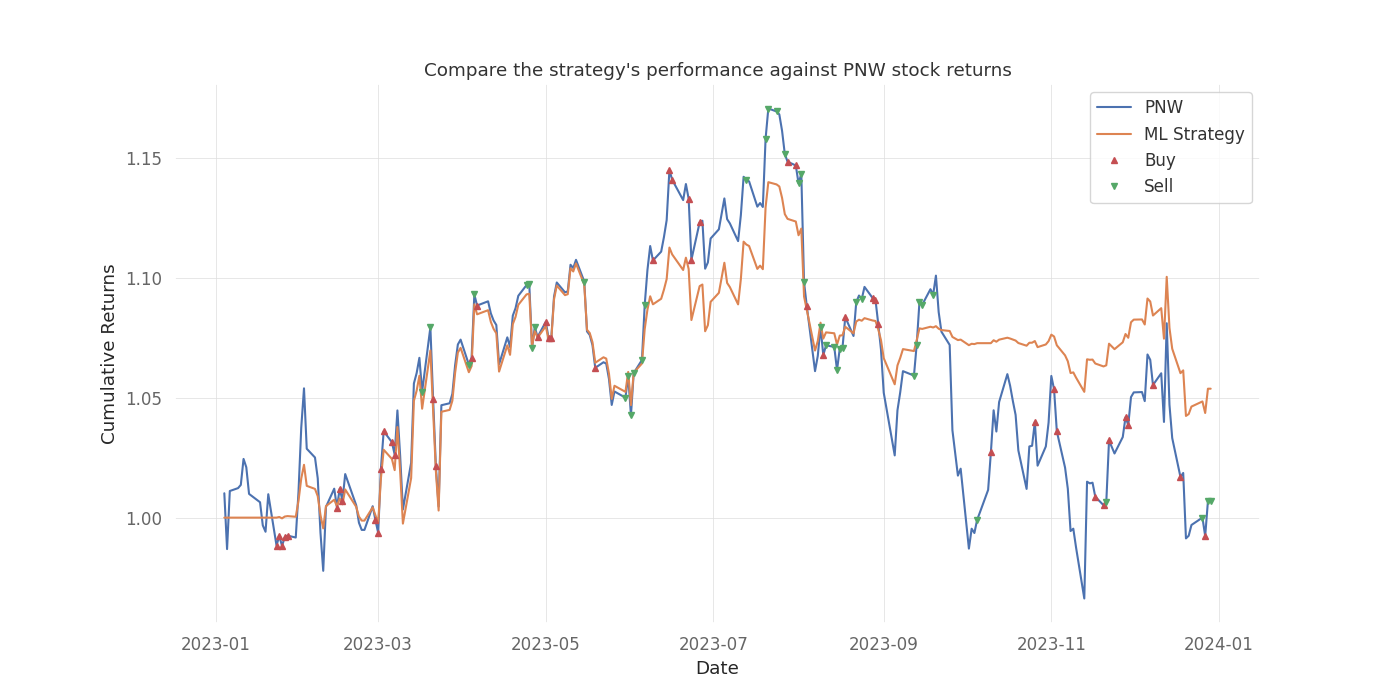 Compare the strategy's performance against PNW stock returns
PNW
ML Strategy
Buy
Sell
Cumulative Returns
1.15
1.10
1.05
1.00
2023-01 2023-03 2023-05 2023-07 2023-09 2023-11 2024-01
Date